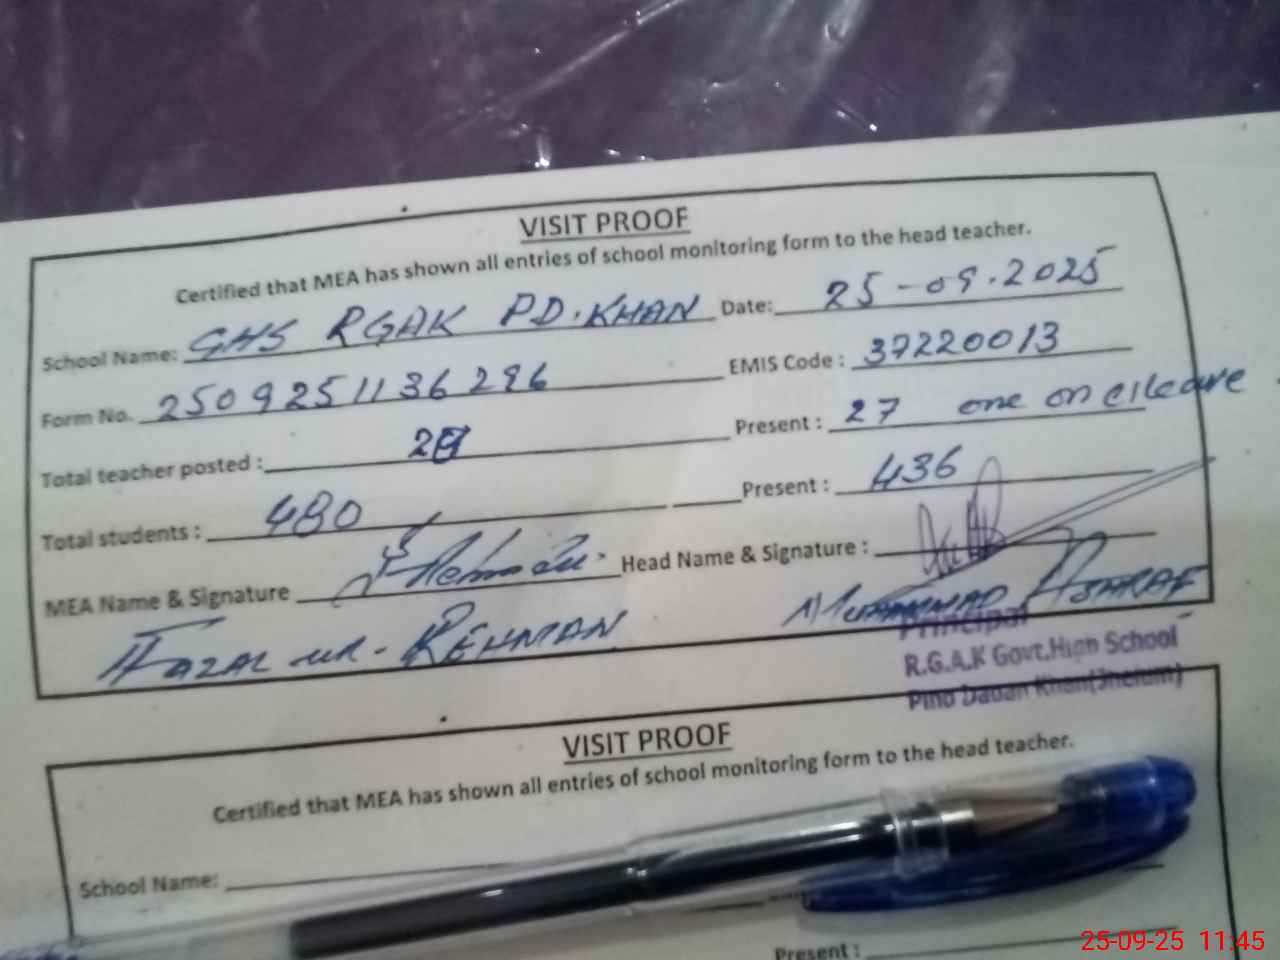 VISIT PROOF
Certified that MEA has shown all entries of school monitoring form to the head teacher.
School Name: GHS RGAK PD.KHAN Date: 25-09.2025
Form No. 2509251136296 EMIS Code : 37220013
Total teacher posted : Present : 27 one on e/leave
Total students : 480 Present : 436
MEA Name & Signature Head Name & Signature :
FAZAL UR-REHMAN MUHAMMAD ASHRAF
Principal
R.G.A.K Govt.High School
Pind Dadan Khan(Jhelum)
VISIT PROOF
Certified that MEA has shown all entries of school monitoring form to the head teacher.
School Name:
Present :
25-09-25 11:45